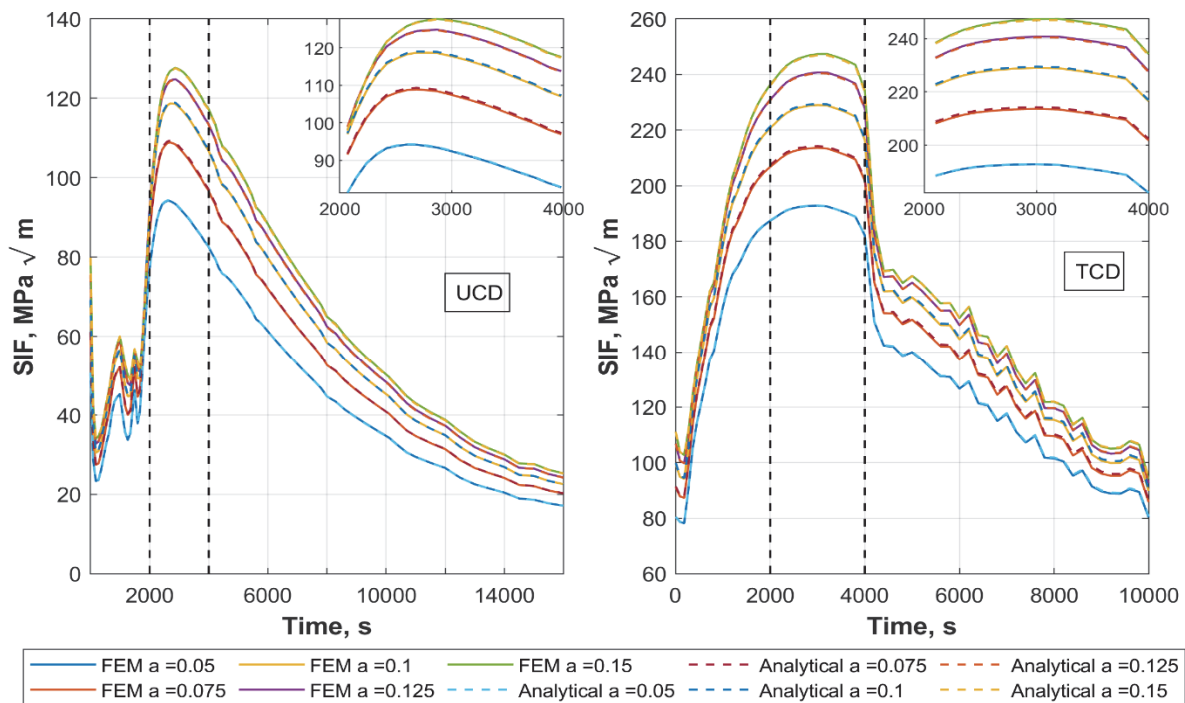 140
120
100
80
60
40
20
0
SIF, MPa √ m
2000
6000
10000
14000
Time, s
120
110
100
90
2000
3000
4000
UCD
260
240
220
200
180
160
140
120
100
80
60
SIF, MPa √ m
0
2000
4000
6000
8000
10000
Time, s
240
220
200
2000
3000
4000
TCD
FEM a =0.05
FEM a =0.1
FEM a =0.15
Analytical a =0.075
Analytical a =0.125
FEM a =0.075
FEM a =0.125
Analytical a =0.05
Analytical a =0.1
Analytical a =0.15